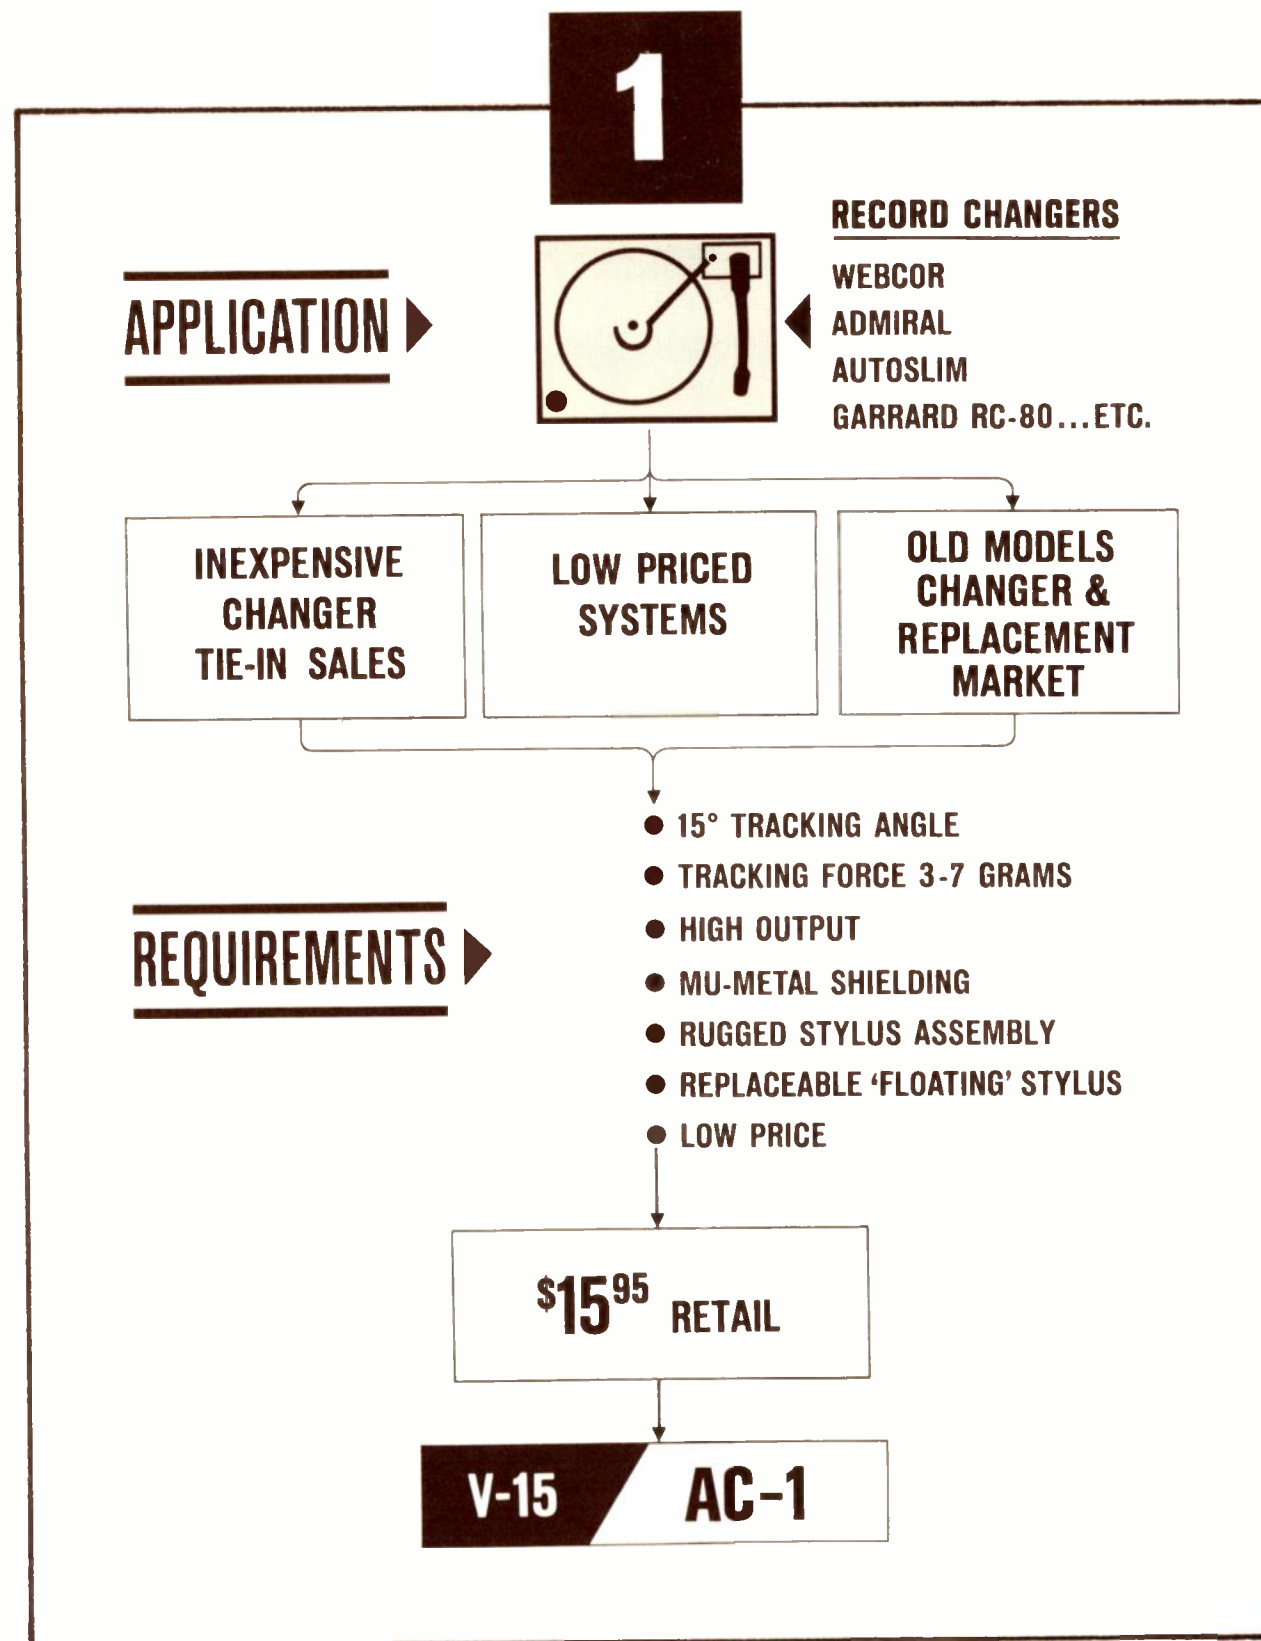 1
RECORD CHANGERS
WEBCOR
ADMIRAL
AUTOSLIM
GARRARD RC-80...ETC.
APPLICATION
INEXPENSIVE
CHANGER
TIE-IN SALES
LOW PRICED
SYSTEMS
OLD MODELS
CHANGER &
REPLACEMENT
MARKET
REQUIREMENTS
15° TRACKING ANGLE
TRACKING FORCE 3-7 GRAMS
HIGH OUTPUT
MU-METAL SHIELDING
RUGGED STYLUS ASSEMBLY
REPLACEABLE ‘FLOATING’ STYLUS
LOW PRICE
$15 95 RETAIL
V-15 AC-1